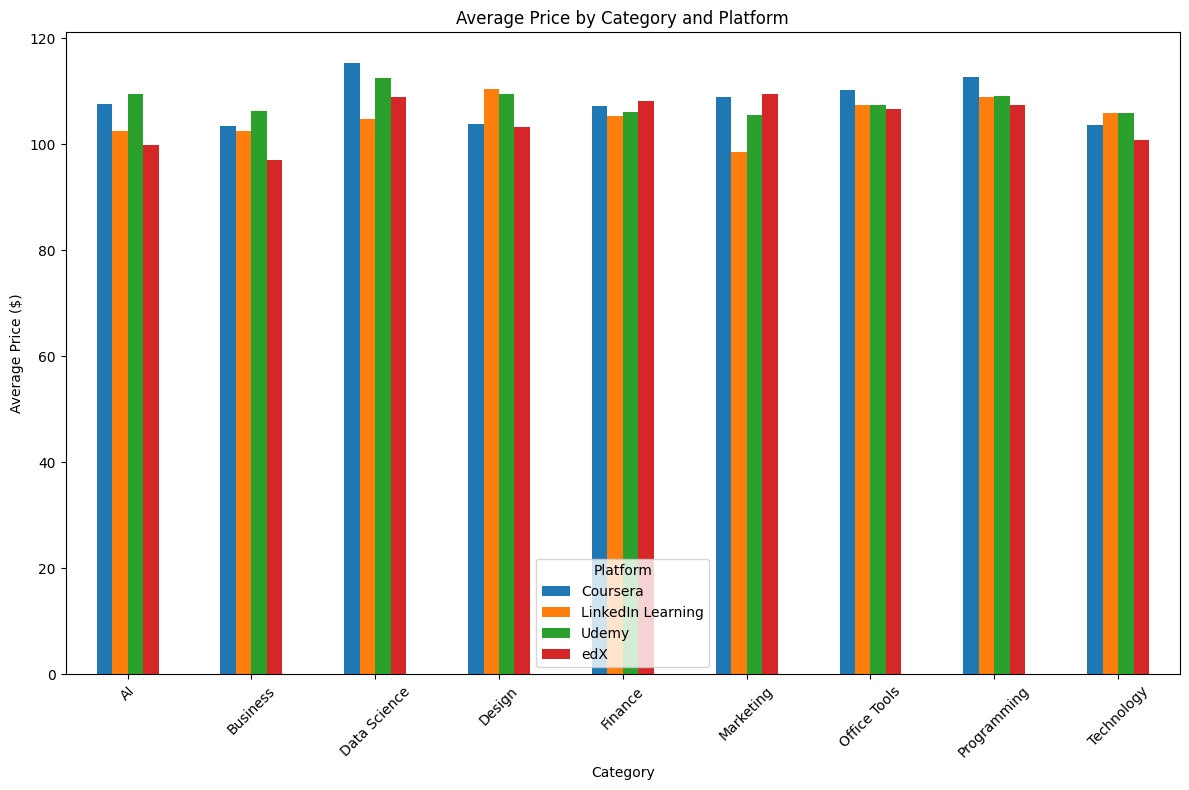 Average Price by Category and Platform
Average Price ($)
120
100
80
60
40
20
0
Platform
Coursera
LinkedIn Learning
Udemy
edX
AI
Business
Data Science
Design
Finance
Marketing
Office Tools
Programming
Technology
Category